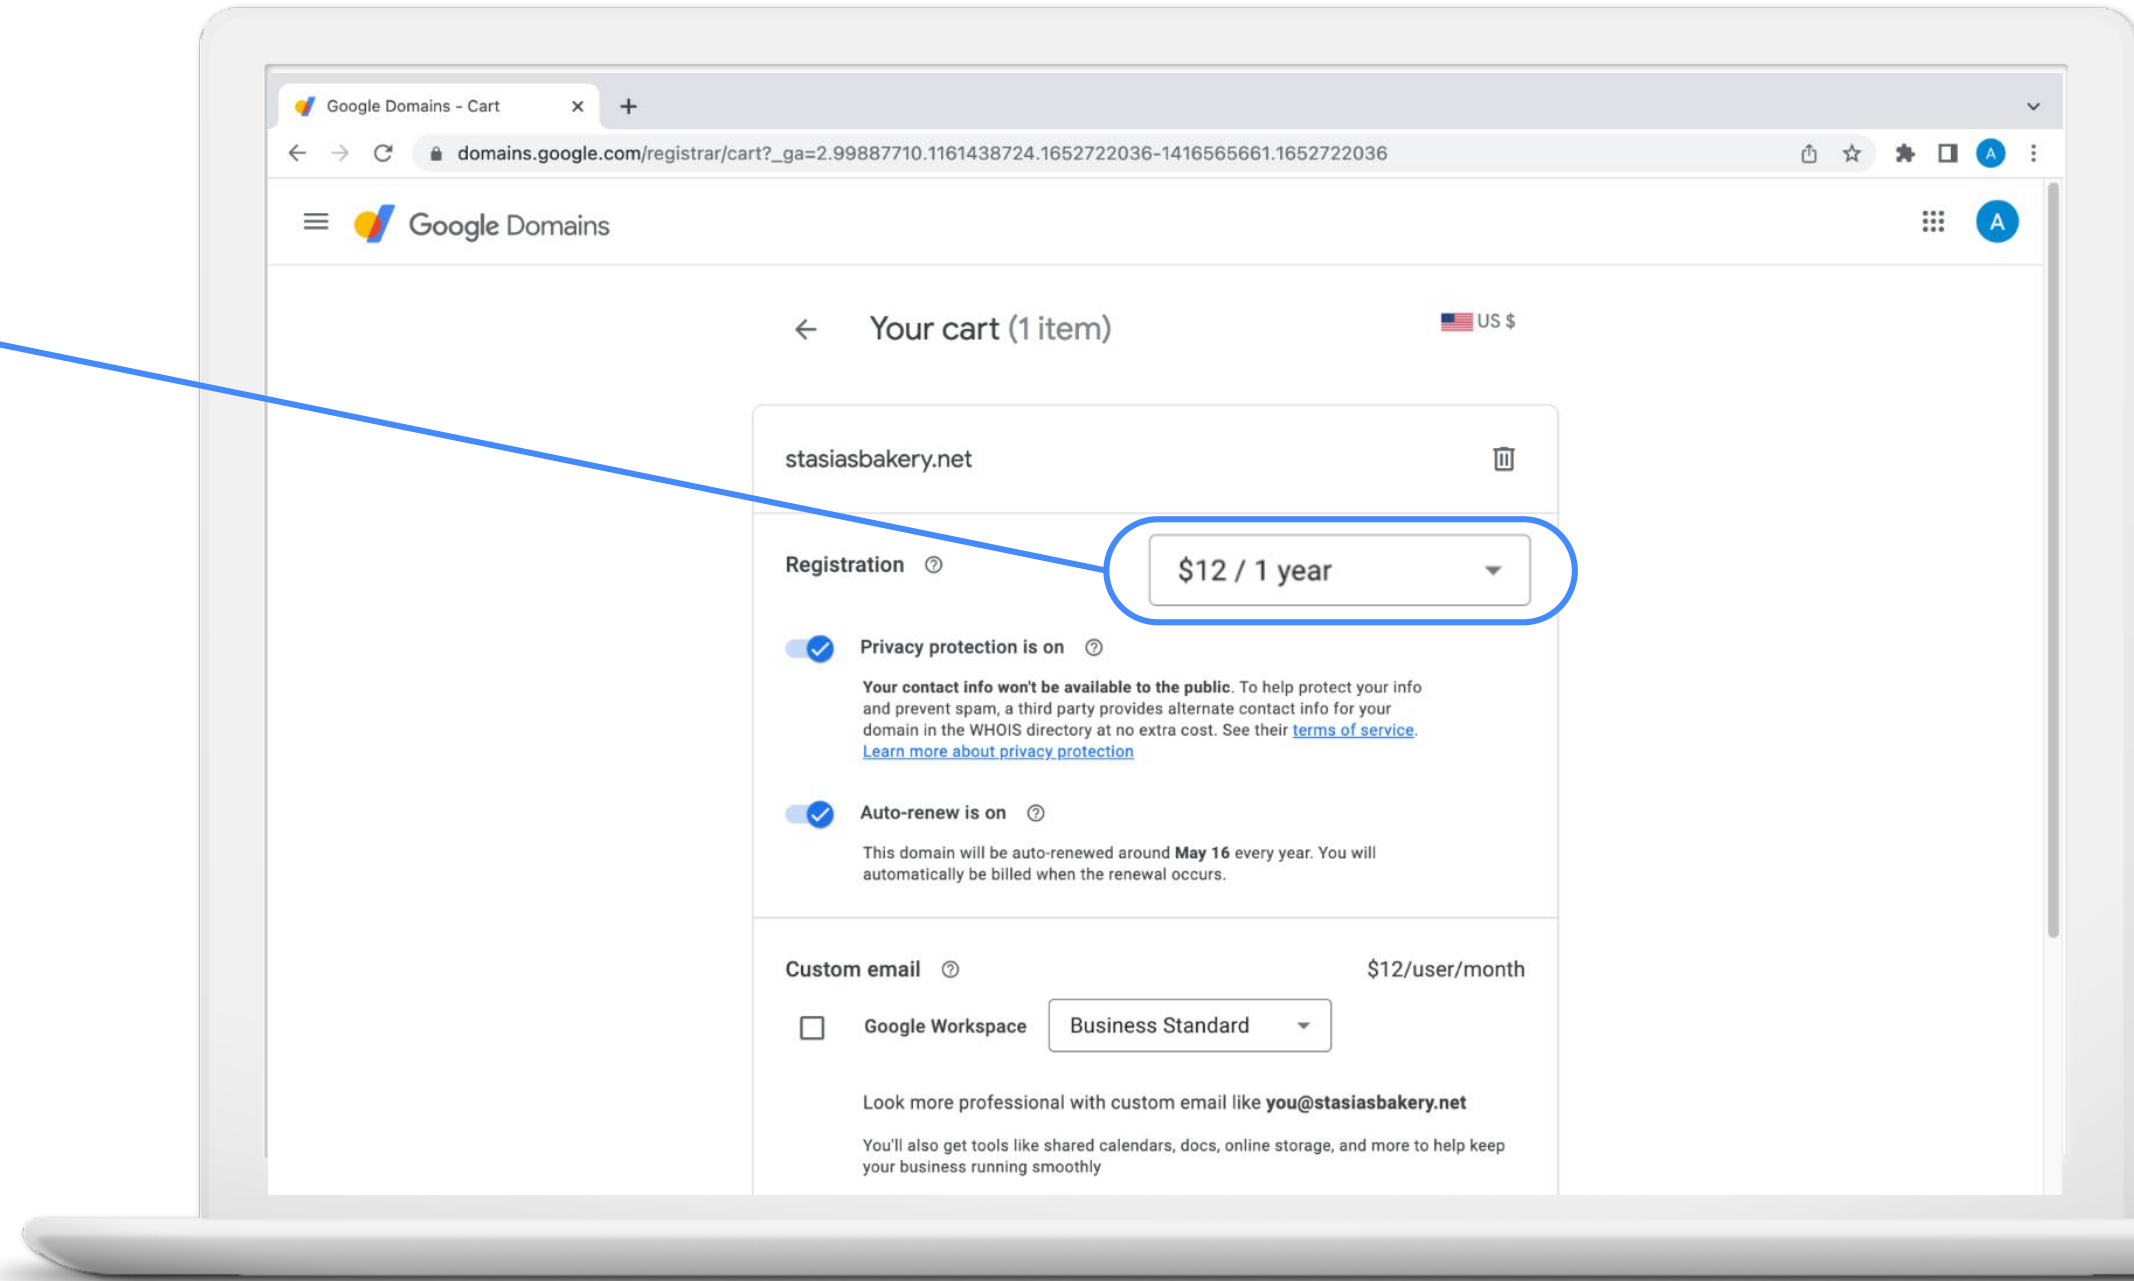 Google Domains - Cart
domains.google.com/registrar/cart?_ga=2.99887710.1161438724.1652722036-1416565661.1652722036
A
Google Domains
A
Your cart (1 item)
US $
stasiasbakery.net
Registration
$12 / 1 year
Privacy protection is on
Your contact info won't be available to the public. To help protect your info
and prevent spam, a third party provides alternate contact info for your
domain in the WHOIS directory at no extra cost. See their terms of service.
Learn more about privacy protection
Auto-renew is on
This domain will be auto-renewed around May 16 every year. You will
automatically be billed when the renewal occurs.
Custom email
$12/user/month
Google Workspace
Business Standard
Look more professional with custom email like you@stasiasbakery.net
You'll also get tools like shared calendars, docs, online storage, and more to help keep
your business running smoothly